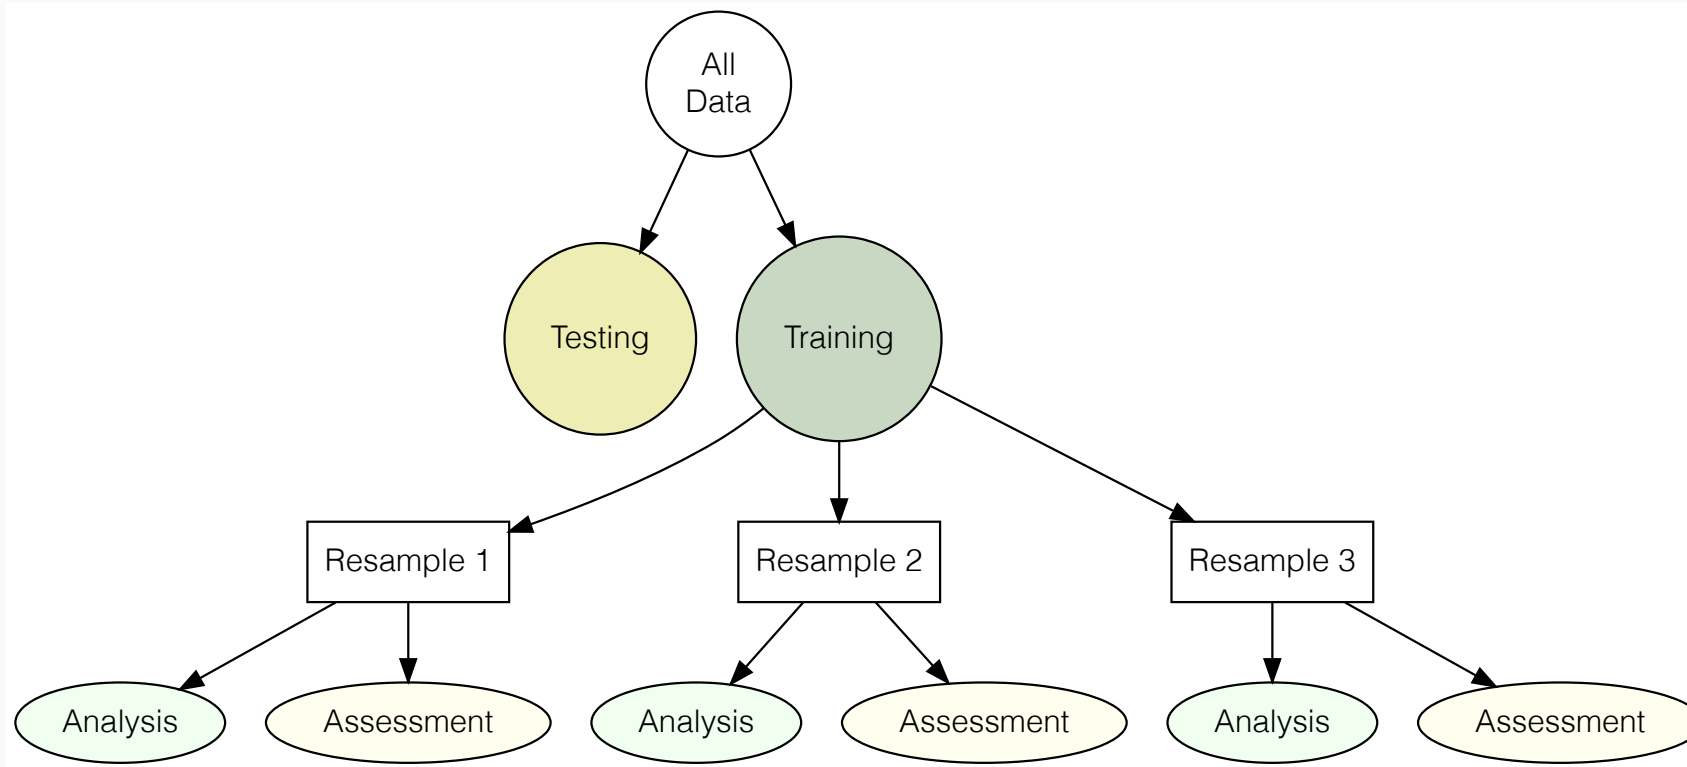 All
Data
Testing
Training
Resample 1
Resample 2
Resample 3
Analysis
Assessment
Analysis
Assessment
Analysis
Assessment